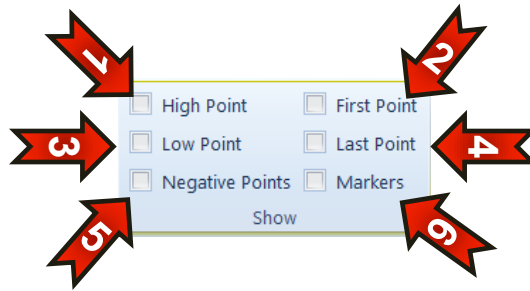 1
2
High Point
First Point
3
Low Point
Last Point
4
Negative Points
Markers
5
6
Show